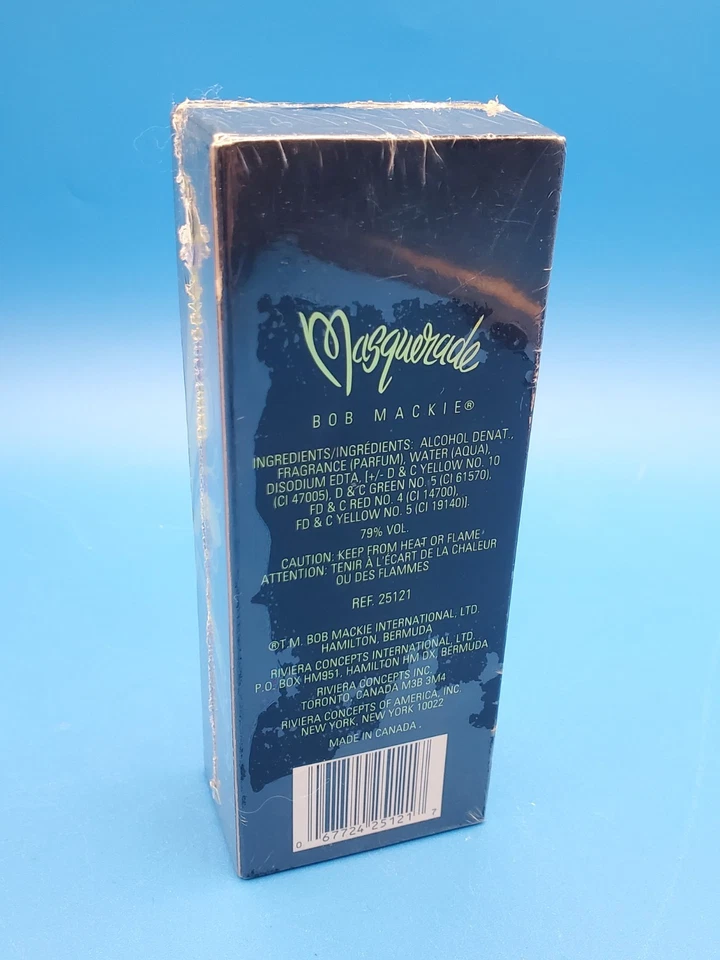 Masquerade
BOB MACKIE®
INGREDIENTS/INGRÉDIENTS: ALCOHOL DENAT.,
FRAGRANCE (PARFUM), WATER (AQUA),
DISODIUM EDTA, [+/- D & C YELLOW NO. 10
(CI 47005), D & C GREEN NO. 5 (CI 61570),
FD & C RED NO. 4 (CI 14700),
FD & C YELLOW NO. 5 (CI 19140)].
79% VOL.
CAUTION: KEEP FROM HEAT OR FLAME
ATTENTION: TENIR À L'ÉCART DE LA CHALEUR
OU DES FLAMMES
REF. 25121
®T.M. BOB MACKIE INTERNATIONAL, LTD.
HAMILTON, BERMUDA
RIVIERA CONCEPTS INTERNATIONAL, LTD.
P.O. BOX HM951, HAMILTON HM DX, BERMUDA
RIVIERA CONCEPTS INC.
TORONTO, CANADA M3B 3M4
RIVIERA CONCEPTS OF AMERICA, INC.
NEW YORK, NEW YORK 10022
MADE IN CANADA
0 67724 25121 7